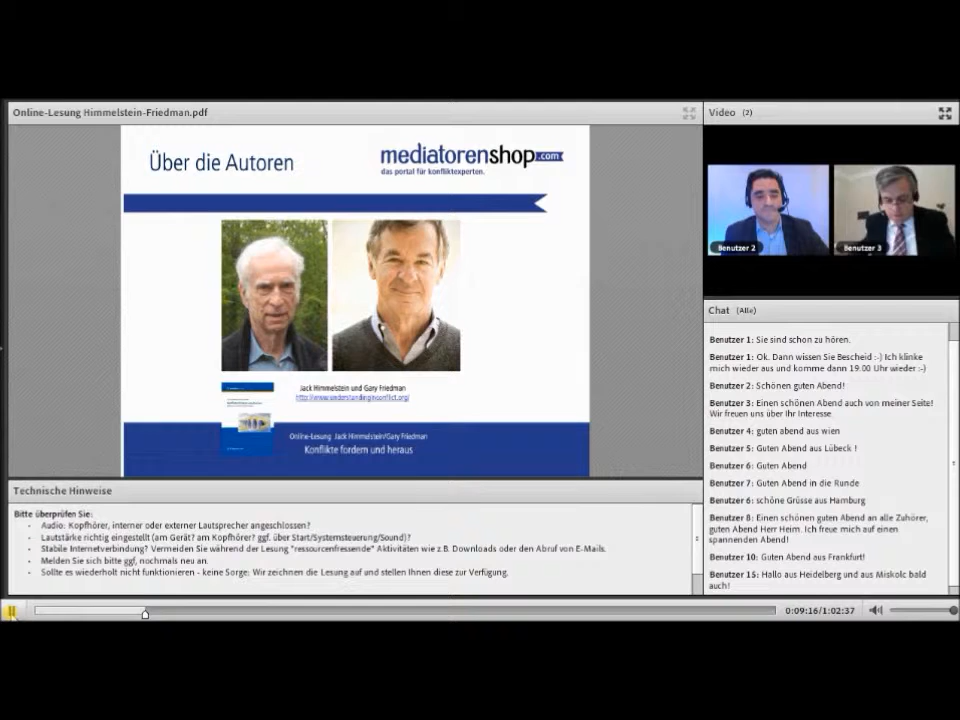 Online-Lesung Himmelstein-Friedman.pdf
Über die Autoren
mediatorenshop.com
das portal für konfliktexperten.
Jack Himmelstein und Gary Friedman
http://www.understandinginconflict.org/
Online-Lesung Jack Himmelstein/Gary Friedman
Konflikte fordern uns heraus
Technische Hinweise
Bitte überprüfen Sie:
- Audio: Kopfhörer, interner oder externer Lautsprecher angeschlossen?
- Lautstärke richtig eingestellt (am Gerät? am Kopfhörer? ggf. über Start/Systemsteuerung/Sound)?
- Stabile Internetverbindung? Vermeiden Sie während der Lesung "ressourcenfressende" Aktivitäten wie z.B. Downloads oder den Abruf von E-Mails.
- Melden Sie sich bitte ggf. nochmals neu an.
- Sollte es wiederholt nicht funktionieren - keine Sorge: Wir zeichnen die Lesung auf und stellen Ihnen diese zur Verfügung.
Video (2)
Benutzer 2
Benutzer 3
Chat (Alle)
Benutzer 1: Sie sind schon zu hören.
Benutzer 1: Ok. Dann wissen Sie Bescheid :-) Ich klinke
mich wieder aus und komme dann 19.00 Uhr wieder :-)
Benutzer 2: Schönen guten Abend!
Benutzer 3: Einen schönen Abend auch von meiner Seite!
Wir freuen uns über Ihr Interesse
Benutzer 4: guten abend aus wien
Benutzer 5: Guten Abend aus Lübeck !
Benutzer 6: Guten Abend
Benutzer 7: Guten Abend in die Runde
Benutzer 6: schöne Grüsse aus Hamburg
Benutzer 8: Einen schönen guten Abend an alle Zuhörer,
guten Abend Herr Heim. Ich freue mich auf einen
spannenden Abend!
Benutzer 10: Guten Abend aus Frankfurt!
Benutzer 15: Hallo aus Heidelberg und aus Miskolc bald
auch!
0:09:16/1:02:37